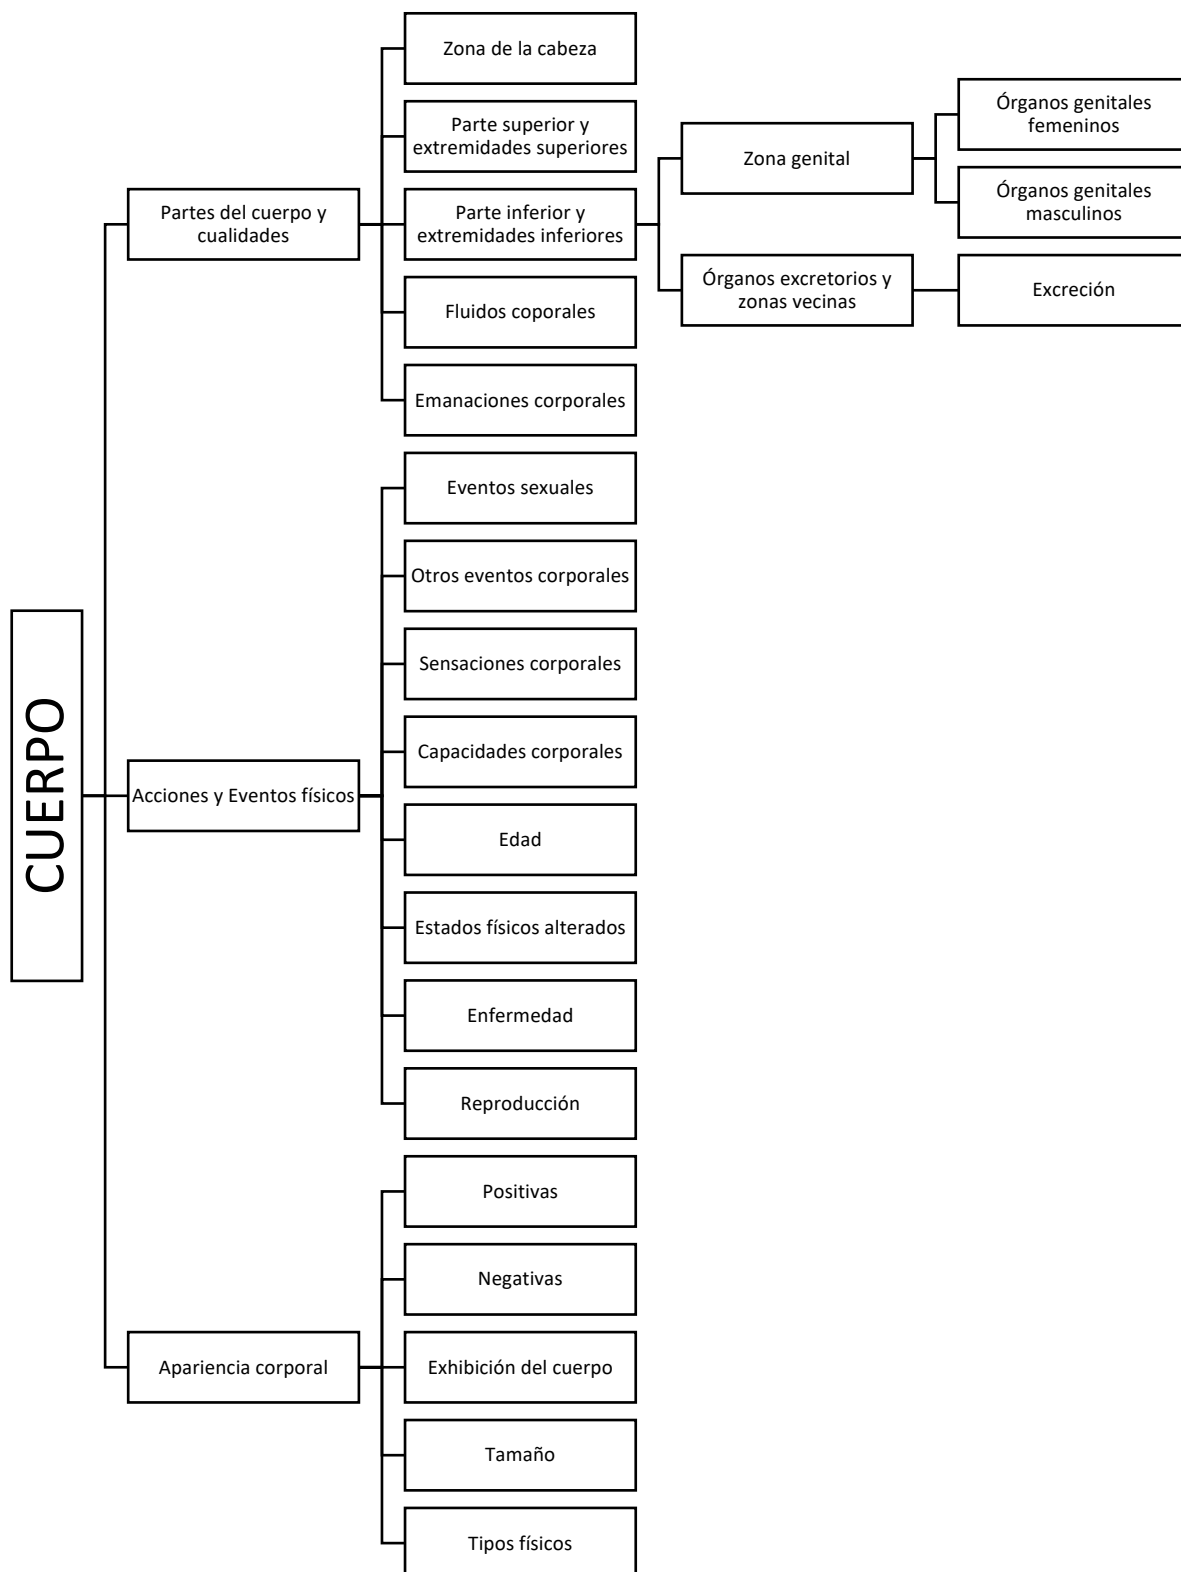 CUERPO
Partes del cuerpo y
cualidades
Zona de la cabeza
Parte superior y
extremidades superiores
Parte inferior y
extremidades inferiores
Zona genital
Órganos genitales
femeninos
Órganos genitales
masculinos
Órganos excretorios y
zonas vecinas
Excreción
Fluidos coporales
Emanaciones corporales
Acciones y Eventos físicos
Eventos sexuales
Otros eventos corporales
Sensaciones corporales
Capacidades corporales
Edad
Estados físicos alterados
Enfermedad
Reproducción
Apariencia corporal
Positivas
Negativas
Exhibición del cuerpo
Tamaño
Tipos físicos